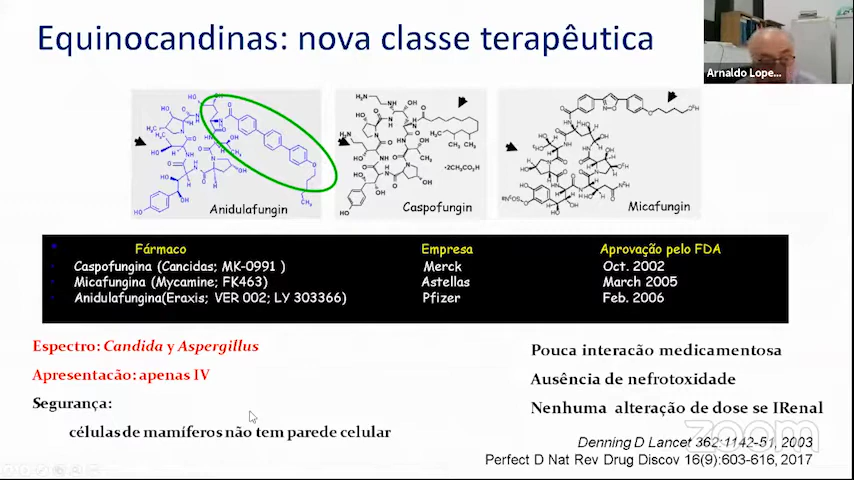 Equinocandinas: nova classe terapêutica
Arnaldo Lope...
Anidulafungin
Caspofungin
Micafungin
Fármaco Empresa Aprovação pelo FDA
Caspofungina (Cancidas; MK-0991 ) Merck Oct. 2002
Micafungina (Mycamine; FK463) Astellas March 2005
Anidulafungina(Eraxis; VER 002; LY 303366) Pfizer Feb. 2006
Espectro: Candida y Aspergillus
Apresentacão: apenas IV
Segurança:
células de mamíferos não tem parede celular
Pouca interacão medicamentosa
Ausência de nefrotoxidade
Nenhuma alteração de dose se IRenal
zoom
Denning D Lancet 362:1142-51, 2003
Perfect D Nat Rev Drug Discov 16(9):603-616, 2017